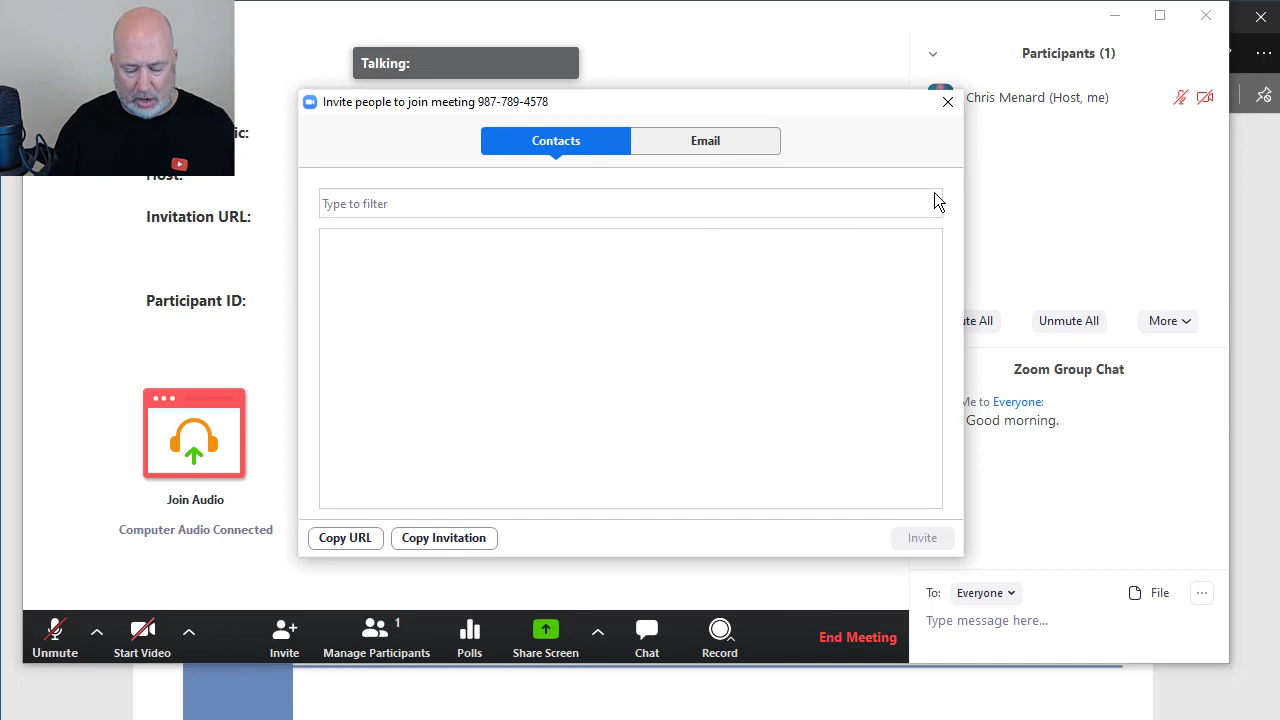 Talking:
Participants (1)
Invite people to join meeting 987-789-4578
Chris Menard (Host, me)
Contacts
Email
Host:
Type to filter
Invitation URL:
Participant ID:
Unmute All
More
Zoom Group Chat
Me to Everyone:
Good morning.
Join Audio
Computer Audio Connected
Copy URL
Copy Invitation
Invite
To:
Everyone
File
Type message here...
1
Unmute
Start Video
Invite
Manage Participants
Polls
Share Screen
Chat
Record
End Meeting